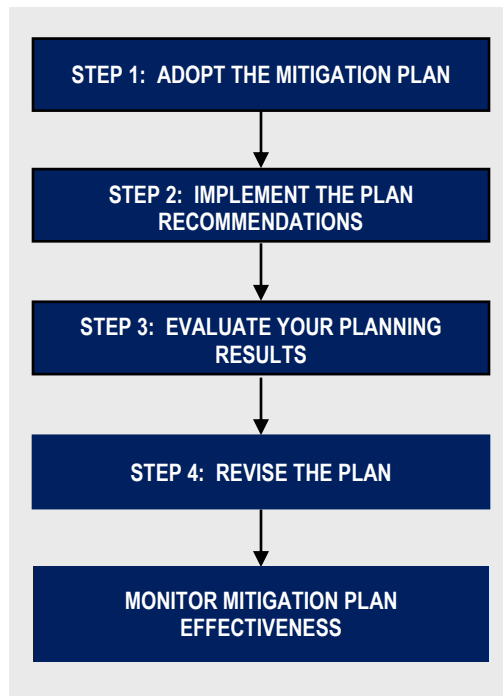 STEP 1: ADOPT THE MITIGATION PLAN
STEP 2: IMPLEMENT THE PLAN
RECOMMENDATIONS
STEP 3: EVALUATE YOUR PLANNING
RESULTS
STEP 4: REVISE THE PLAN
MONITOR MITIGATION PLAN
EFFECTIVENESS